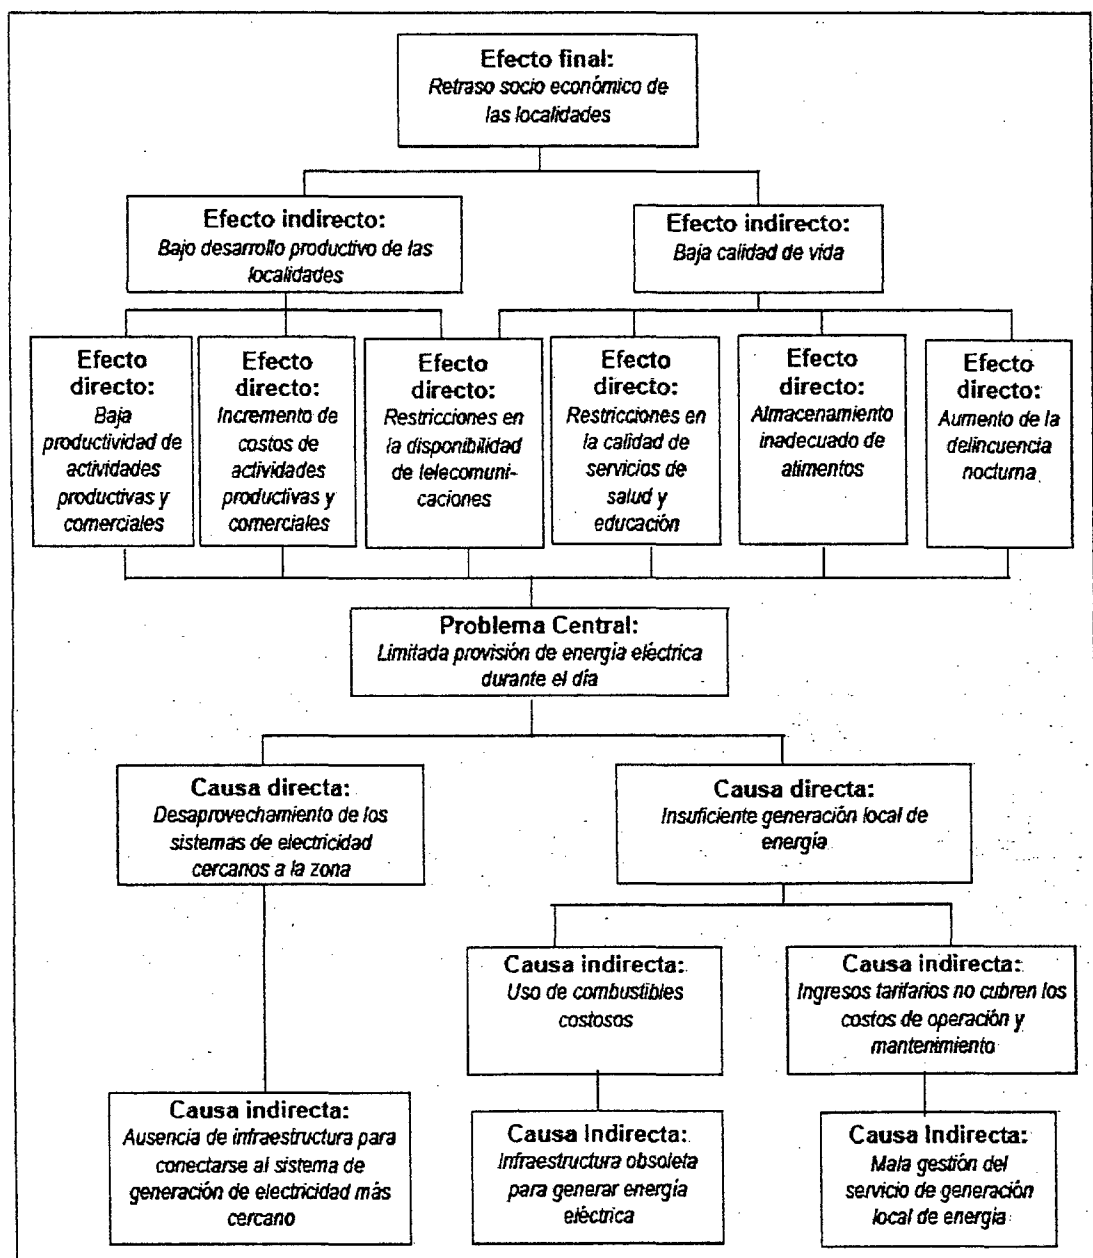 Efecto final:
Retraso socio económico de
las localidades
Efecto indirecto:
Bajo desarrollo productivo de las
localidades
Efecto indirecto:
Baja calidad de vida
Efecto
directo:
Baja
productividad de
actividades
productivas y
comerciales
Efecto
directo:
Incremento de
costos de
actividades
productivas y
comerciales
Efecto
directo:
Restricciones en
la disponibilidad
de telecomuni-
caciones
Efecto
directo:
Restricciones en
la calidad de
servicios de
salud y
educación
Efecto
directo:
Almacenamiento
inadecuado de
alimentos
Efecto
directo:
Aumento de la
delincuencia
nocturna
Problema Central:
Limitada provisión de energía eléctrica
durante el día
Causa directa:
Desaprovechamiento de los
sistemas de electricidad
cercanos a la zona
Causa directa:
Insuficiente generación local de
energía
Causa indirecta:
Uso de combustibles
costosos
Causa indirecta:
Ingresos tarifarios no cubren los
costos de operación y
mantenimiento
Causa indirecta:
Ausencia de infraestructura para
conectarse al sistema de
generación de electricidad más
cercano
Causa Indirecta:
Infraestructura obsoleta
para generar energía
eléctrica
Causa Indirecta:
Mala gestión del
servicio de generación
local de energía